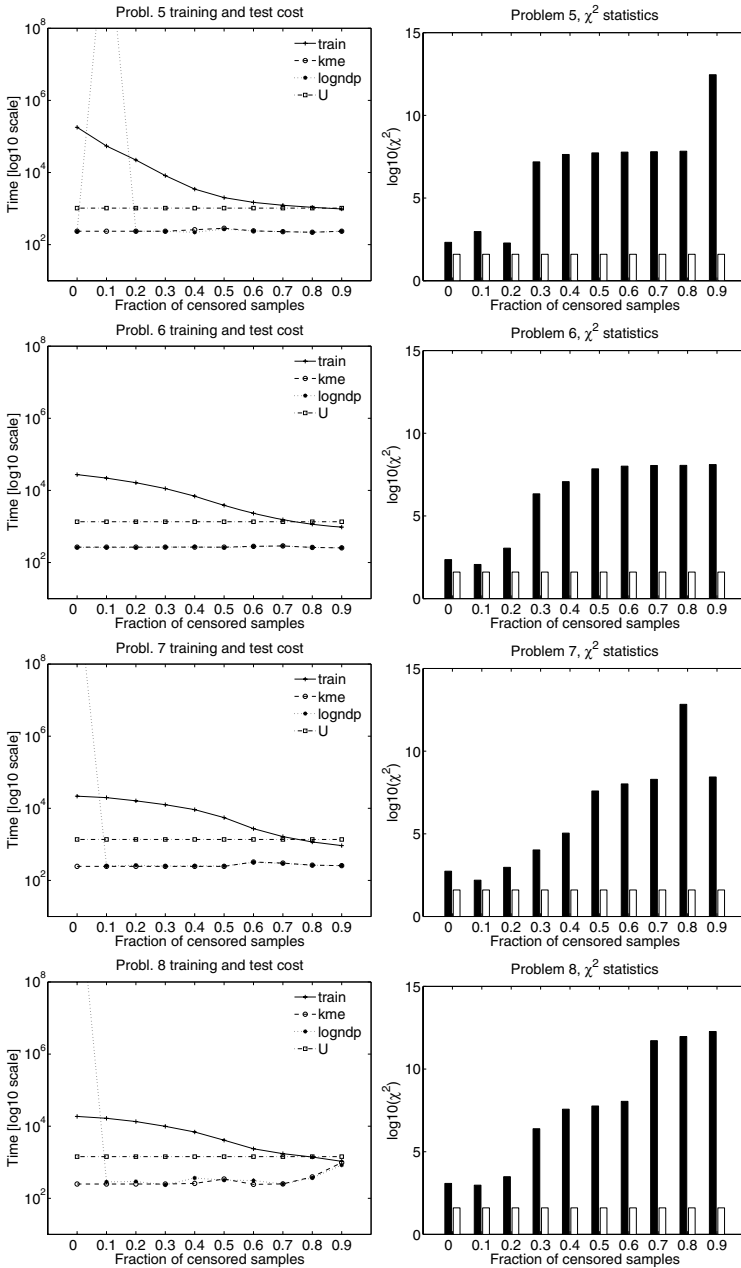 Probl. 5 training and test cost
Time [log10 scale]
10^8
10^6
10^4
10^2
train
kme
logndp
U
0 0.1 0.2 0.3 0.4 0.5 0.6 0.7 0.8 0.9
Fraction of censored samples
Problem 5, χ^2 statistics
log10(χ^2)
15
10
5
0
0 0.1 0.2 0.3 0.4 0.5 0.6 0.7 0.8 0.9
Fraction of censored samples
Probl. 6 training and test cost
Time [log10 scale]
10^8
10^6
10^4
10^2
train
kme
logndp
U
0 0.1 0.2 0.3 0.4 0.5 0.6 0.7 0.8 0.9
Fraction of censored samples
Problem 6, χ^2 statistics
log10(χ^2)
15
10
5
0
0 0.1 0.2 0.3 0.4 0.5 0.6 0.7 0.8 0.9
Fraction of censored samples
Probl. 7 training and test cost
Time [log10 scale]
10^8
10^6
10^4
10^2
train
kme
logndp
U
0 0.1 0.2 0.3 0.4 0.5 0.6 0.7 0.8 0.9
Fraction of censored samples
Problem 7, χ^2 statistics
log10(χ^2)
15
10
5
0
0 0.1 0.2 0.3 0.4 0.5 0.6 0.7 0.8 0.9
Fraction of censored samples
Probl. 8 training and test cost
Time [log10 scale]
10^8
10^6
10^4
10^2
train
kme
logndp
U
0 0.1 0.2 0.3 0.4 0.5 0.6 0.7 0.8 0.9
Fraction of censored samples
Problem 8, χ^2 statistics
log10(χ^2)
15
10
5
0
0 0.1 0.2 0.3 0.4 0.5 0.6 0.7 0.8 0.9
Fraction of censored samples